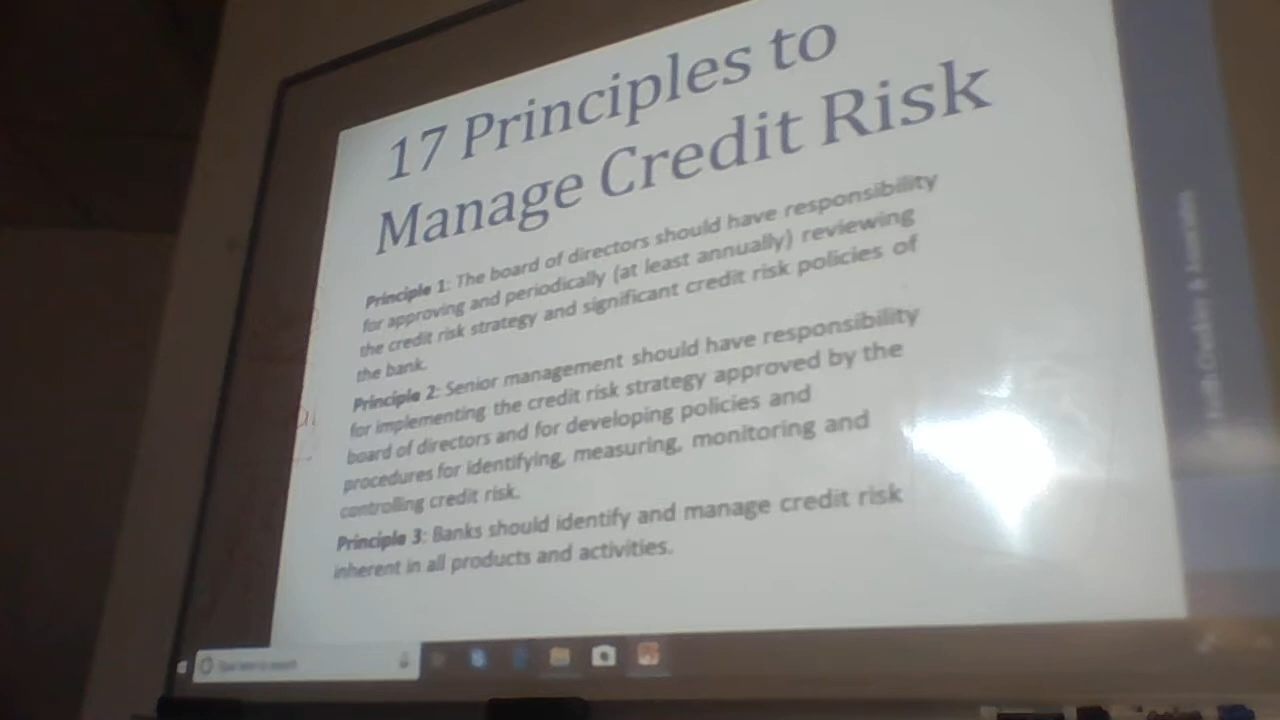 17 Principles to
Manage Credit Risk
Principle 1: The board of directors should have responsibility
for approving and periodically (at least annually) reviewing
the credit risk strategy and significant credit risk policies of
the bank.
Principle 2: Senior management should have responsibility
for implementing the credit risk strategy approved by the
board of directors and for developing policies and
procedures for identifying, measuring, monitoring and
controlling credit risk.
Principle 3: Banks should identify and manage credit risk
inherent in all products and activities.
Type here to search